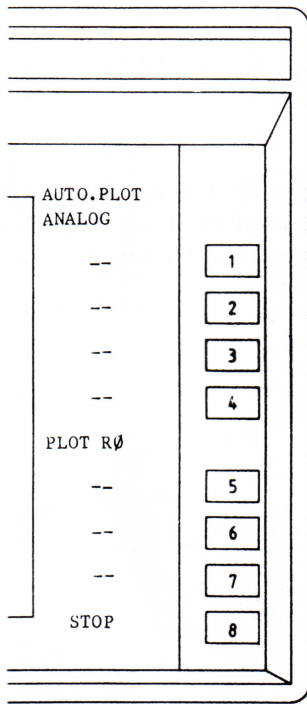 AUTO.PLOT
ANALOG
-- 1
-- 2
-- 3
-- 4
PLOT RØ
-- 5
-- 6
-- 7
STOP 8